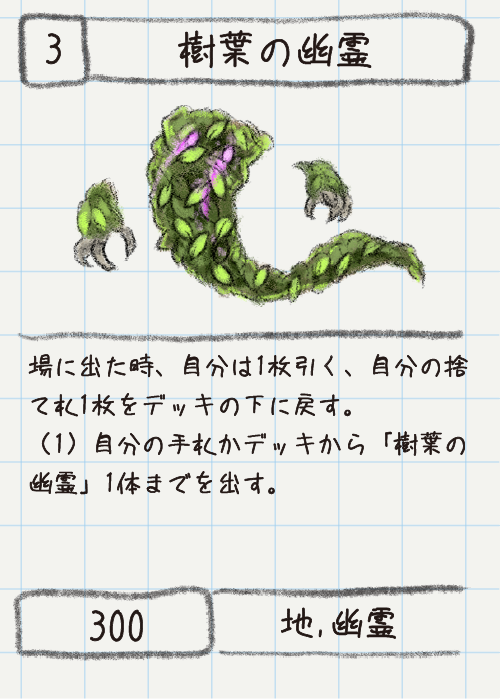 3
樹葉の幽霊
場に出た時、自分は1枚引く、自分の捨
て札1枚をデッキの下に戻す。
（1）自分の手札かデッキから「樹葉の
幽霊」1体までを出す。
300
地,幽霊